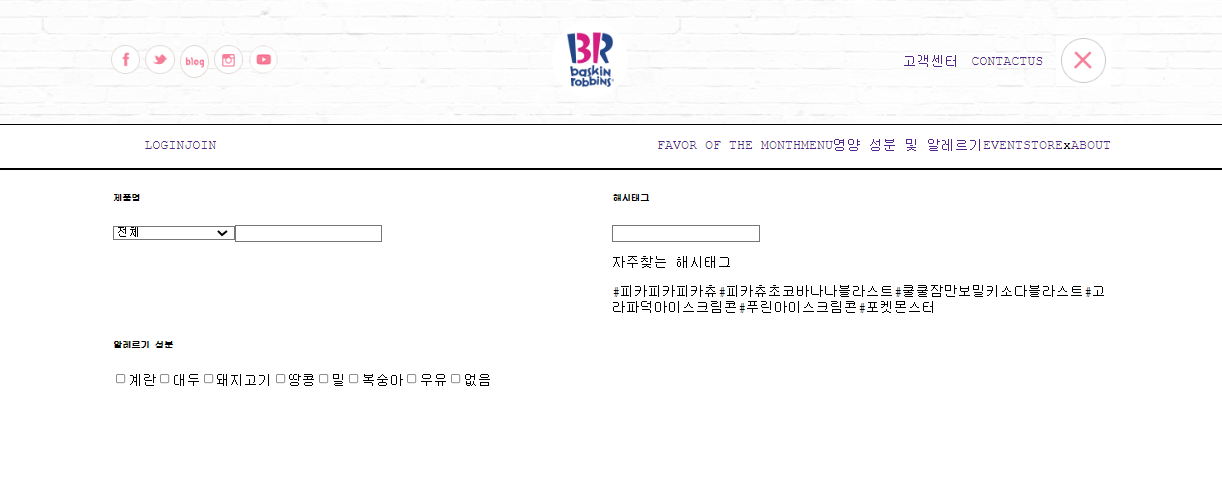 blog
BR
baskin
robbins
고객센터 CONTACTUS
LOGINJOIN
FAVOR OF THE MONTHMENU영양 성분 및 알레르기EVENTSTORExABOUT
제품명
해시태그
전체
자주찾는 해시태그
#피카피카피카츄#피카츄초코바나나블라스트#쿨쿨잠만보밀키소다블라스트#고
라파덕아이스크림콘#푸린아이스크림콘#포켓몬스터
알레르기 성분
계란 대두 돼지고기 땅콩 밀 복숭아 우유 없음